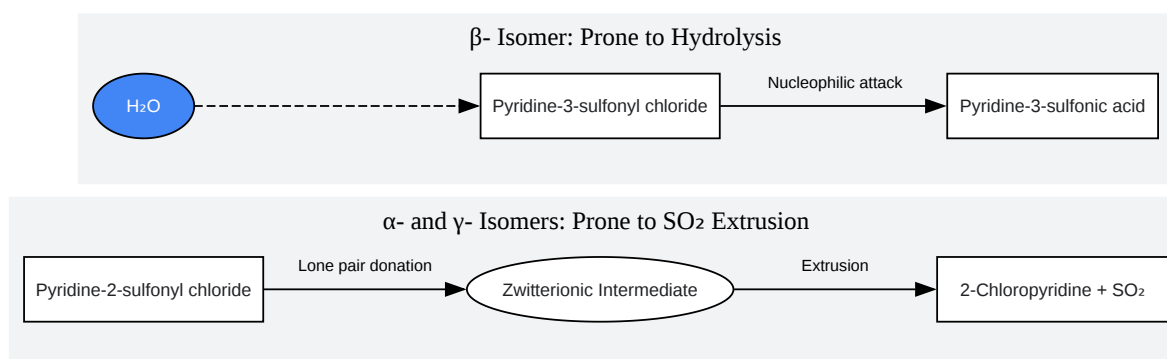 β- Isomer: Prone to Hydrolysis
H₂O
Pyridine-3-sulfonyl chloride
Nucleophilic attack
Pyridine-3-sulfonic acid
α- and γ- Isomers: Prone to SO₂ Extrusion
Pyridine-2-sulfonyl chloride
Lone pair donation
Zwitterionic Intermediate
Extrusion
2-Chloropyridine + SO₂